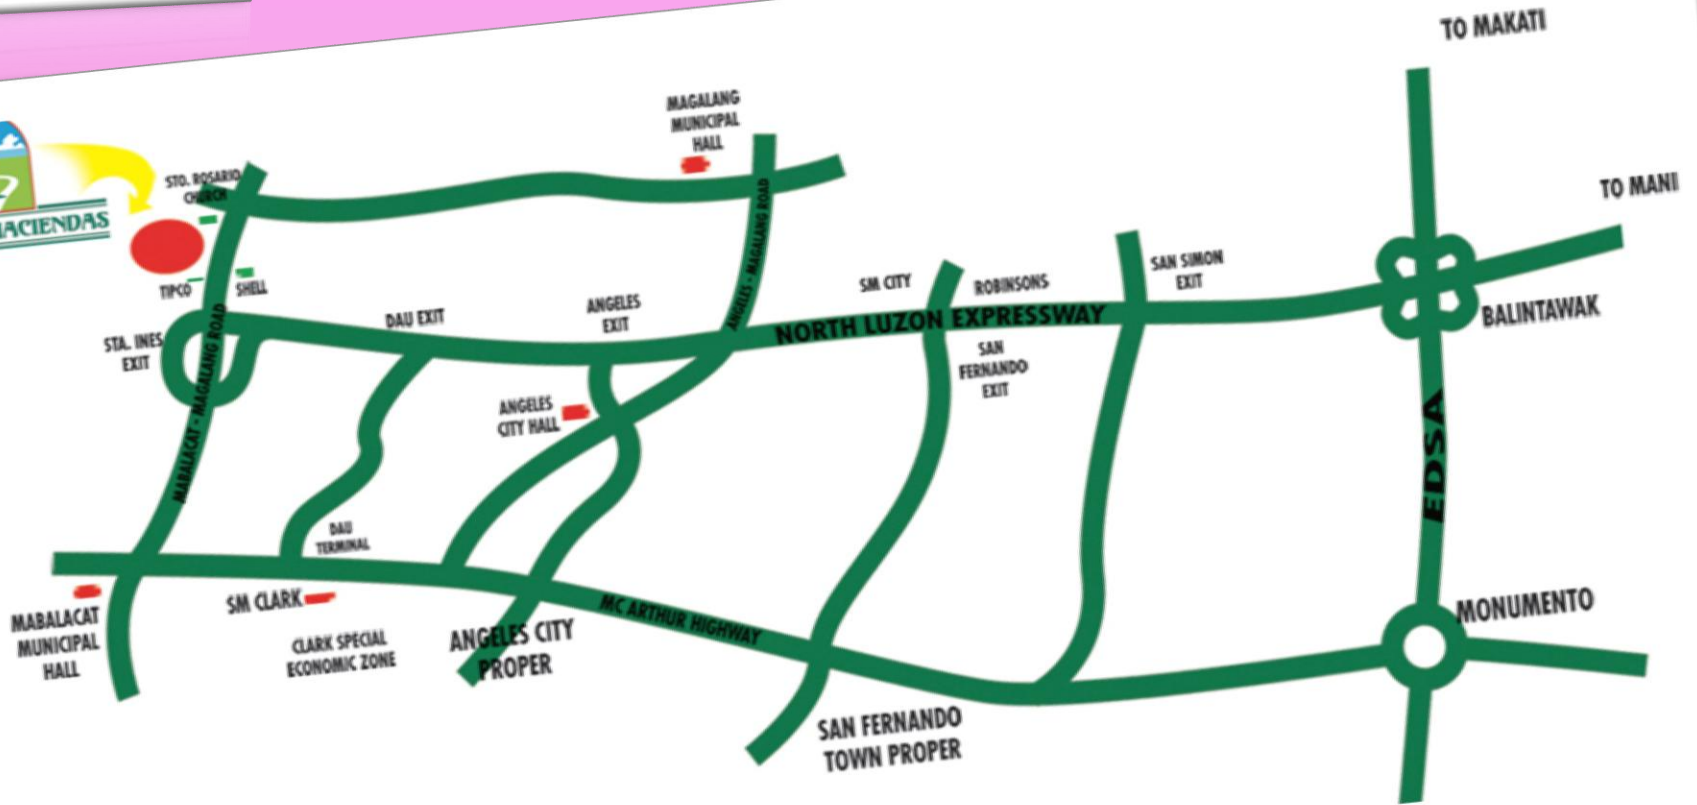 TO MAKATI
TO MANI
MAGALANG
MUNICIPAL
HALL
STO. ROSARIO
CHURCH
ACIENDAS
TIPCO
SHELL
STA. INES
EXIT
MABALACAT - MAGALANG ROAD
DAU EXIT
ANGELES
EXIT
ANGELES - MAGALANG ROAD
SM CITY
ROBINSONS
SAN SIMON
EXIT
NORTH LUZON EXPRESSWAY
BALINTAWAK
SAN
FERNANDO
EXIT
ANGELES
CITY HALL
EDSA
DAU
TERMINAL
MABALACAT
MUNICIPAL
HALL
SM CLARK
CLARK SPECIAL
ECONOMIC ZONE
ANGELES CITY
PROPER
MC ARTHUR HIGHWAY
MONUMENTO
SAN FERNANDO
TOWN PROPER